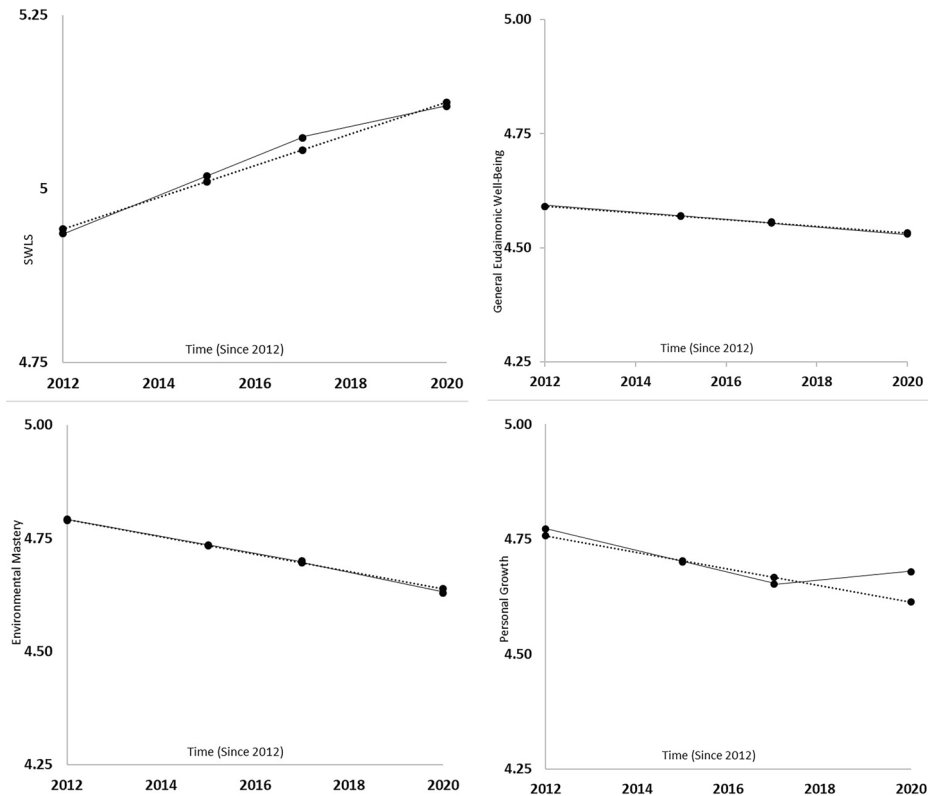 5.25
5
4.75
SWLS
Time (Since 2012)
2012 2014 2016 2018 2020
5.00
4.75
4.50
4.25
General Eudaimonic Well-Being
Time (Since 2012)
2012 2014 2016 2018 2020
5.00
4.75
4.50
4.25
Environmental Mastery
Time (Since 2012)
2012 2014 2016 2018 2020
5.00
4.75
4.50
4.25
Personal Growth
Time (Since 2012)
2012 2014 2016 2018 2020